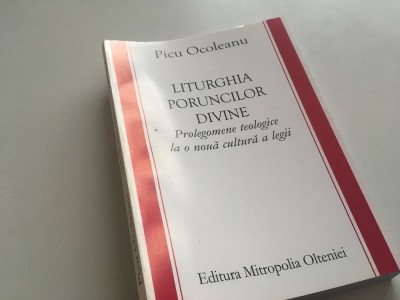 Picu Ocoleanu
LITURGHIA
PORUNCILOR
DIVINE
Prolegomene teologice
la o nouă cultură a legii
Editura Mitropolia Olteniei